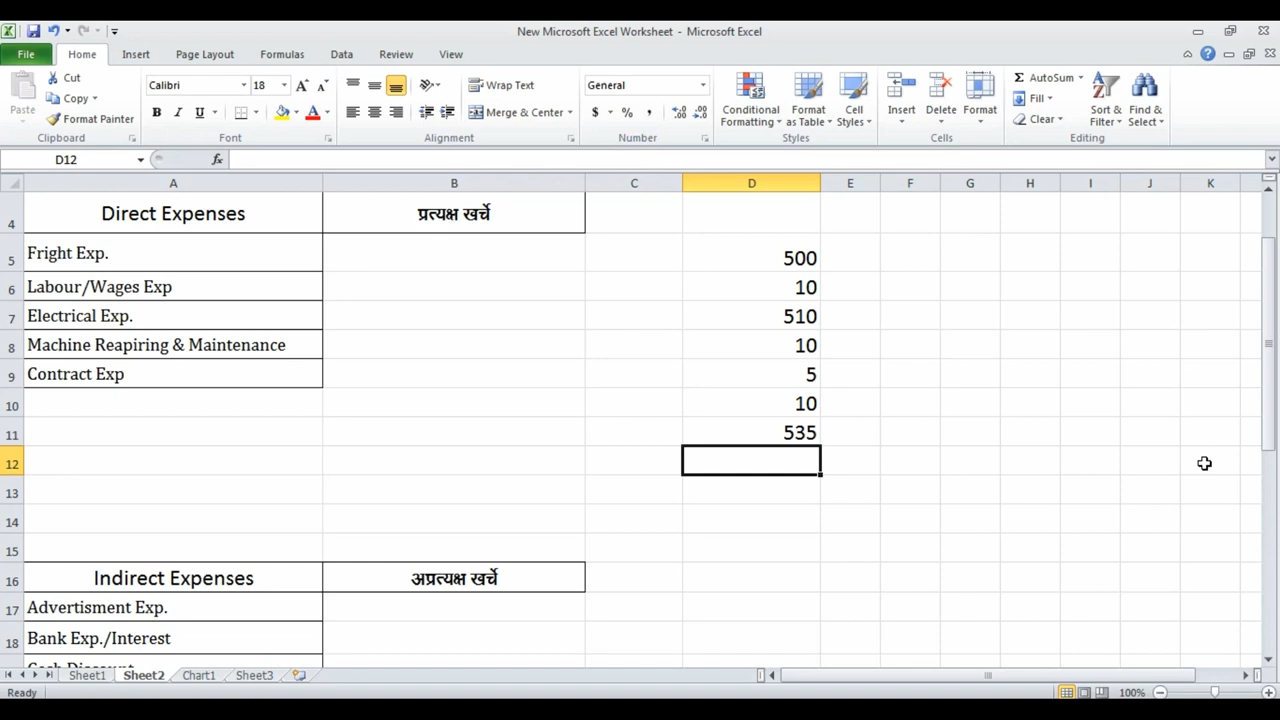 New Microsoft Excel Worksheet - Microsoft Excel
File Home Insert Page Layout Formulas Data Review View
Paste
Cut
Copy
Format Painter
Calibri 18
B I U
Wrap Text
Merge & Center
General
$ % ,
Conditional Formatting
Format as Table
Cell Styles
Insert
Delete
Format
AutoSum
Fill
Clear
Sort & Filter
Find & Select
Clipboard Font Alignment Number Styles Cells Editing
D12 fx
A B C D E F G H I J K
4 Direct Expenses प्रत्यक्ष खर्चे
5 Fright Exp. 500
6 Labour/Wages Exp 10
7 Electrical Exp. 510
8 Machine Reapiring & Maintenance 10
9 Contract Exp 5
10 10
11 535
12
13
14
15
16 Indirect Expenses अप्रत्यक्ष खर्चे
17 Advertisment Exp.
18 Bank Exp./Interest
Cash Discount
Sheet1 Sheet2 Chart1 Sheet3
Ready 100%